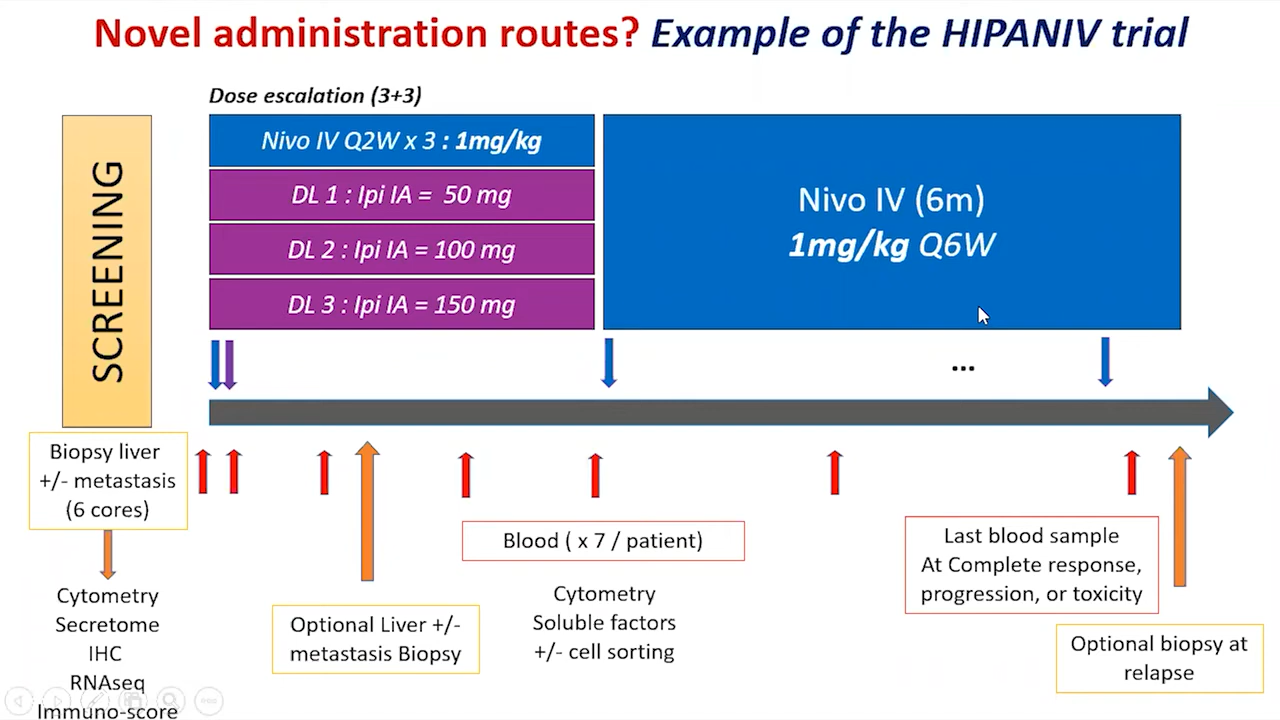 Novel administration routes? Example of the HIPANIV trial
Dose escalation (3+3)
SCREENING
Nivo IV Q2W x 3 : 1mg/kg
DL 1 : Ipi IA = 50 mg
DL 2 : Ipi IA = 100 mg
DL 3 : Ipi IA = 150 mg
Nivo IV (6m)
1mg/kg Q6W
...
Biopsy liver
+/- metastasis
(6 cores)
Cytometry
Secretome
IHC
RNAseq
Immuno-score
Optional Liver +/-
metastasis Biopsy
Blood ( x 7 / patient)
Cytometry
Soluble factors
+/- cell sorting
Last blood sample
At Complete response,
progression, or toxicity
Optional biopsy at
relapse